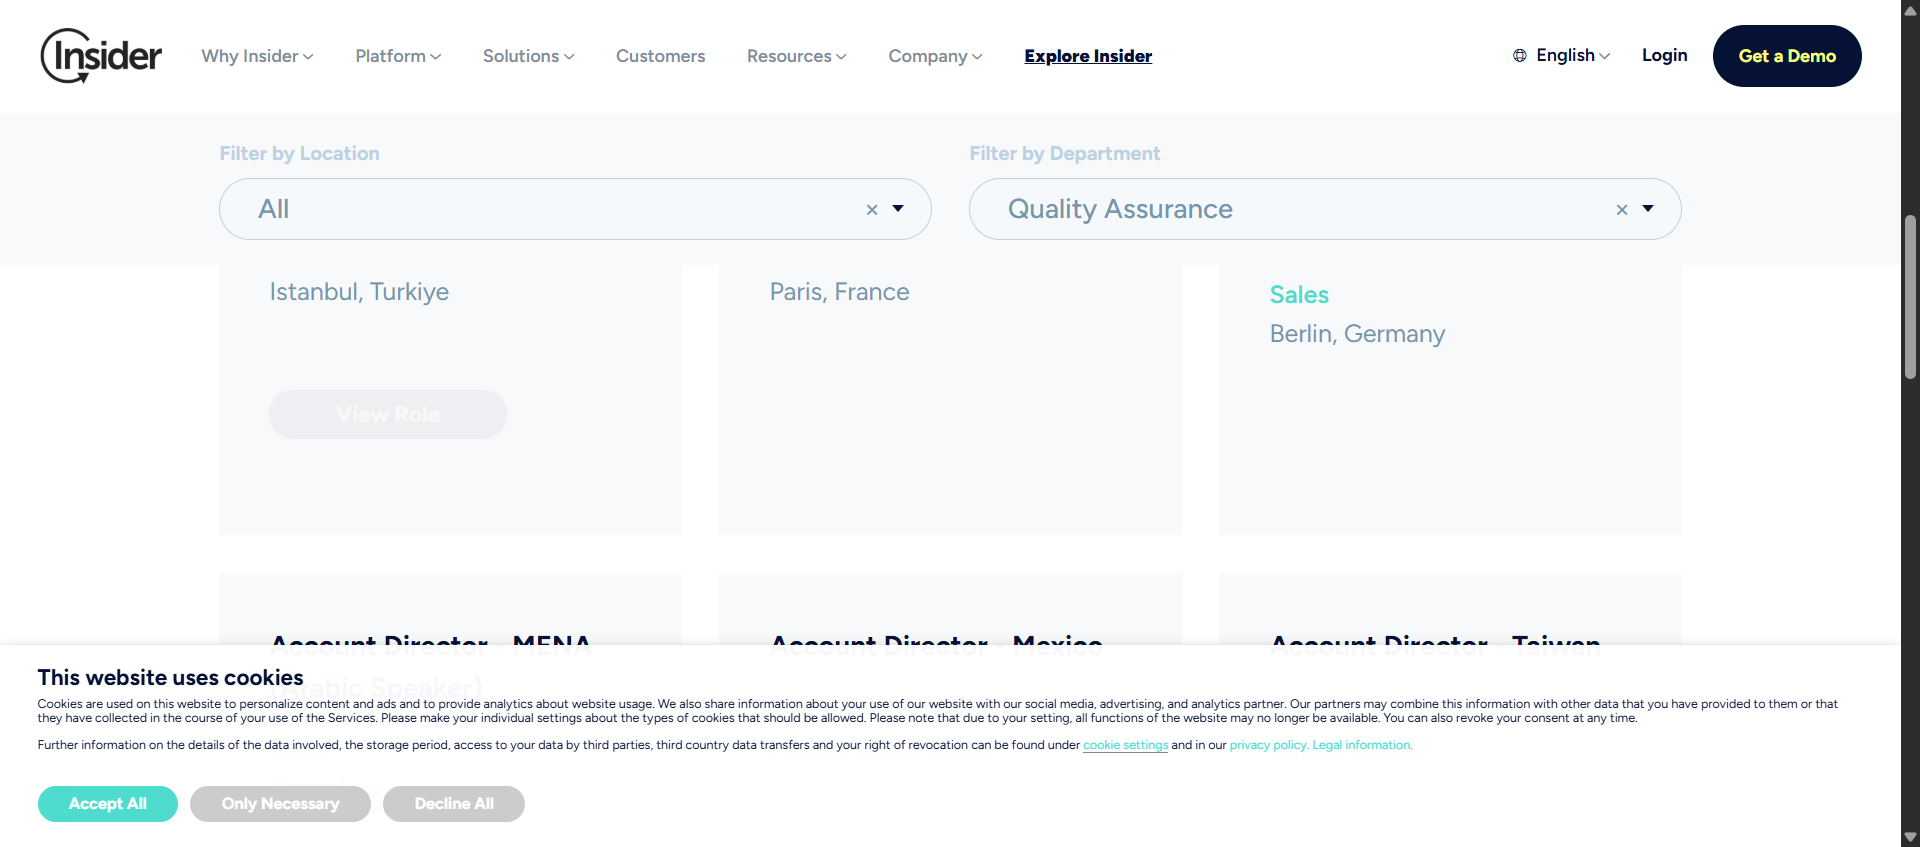 Insider
Why Insider
Platform
Solutions
Customers
Resources
Company
Explore Insider
English
Login
Get a Demo
Filter by Location
Filter by Department
All
×
Quality Assurance
×
Istanbul, Turkiye
Paris, France
Sales
Berlin, Germany
View Role
Account Director - MENA
(Arabic Speaker)
Account Director - Mexico
Account Director - Taiwan
This website uses cookies
Cookies are used on this website to personalize content and ads and to provide analytics about website usage. We also share information about your use of our website with our social media, advertising, and analytics partner. Our partners may combine this information with other data that you have provided to them or that
they have collected in the course of your use of the Services. Please make your individual settings about the types of cookies that should be allowed. Please note that due to your setting, all functions of the website may no longer be available. You can also revoke your consent at any time.
Further information on the details of the data involved, the storage period, access to your data by third parties, third country data transfers and your right of revocation can be found under cookie settings and in our privacy policy. Legal information.
Accept All
Only Necessary
Decline All